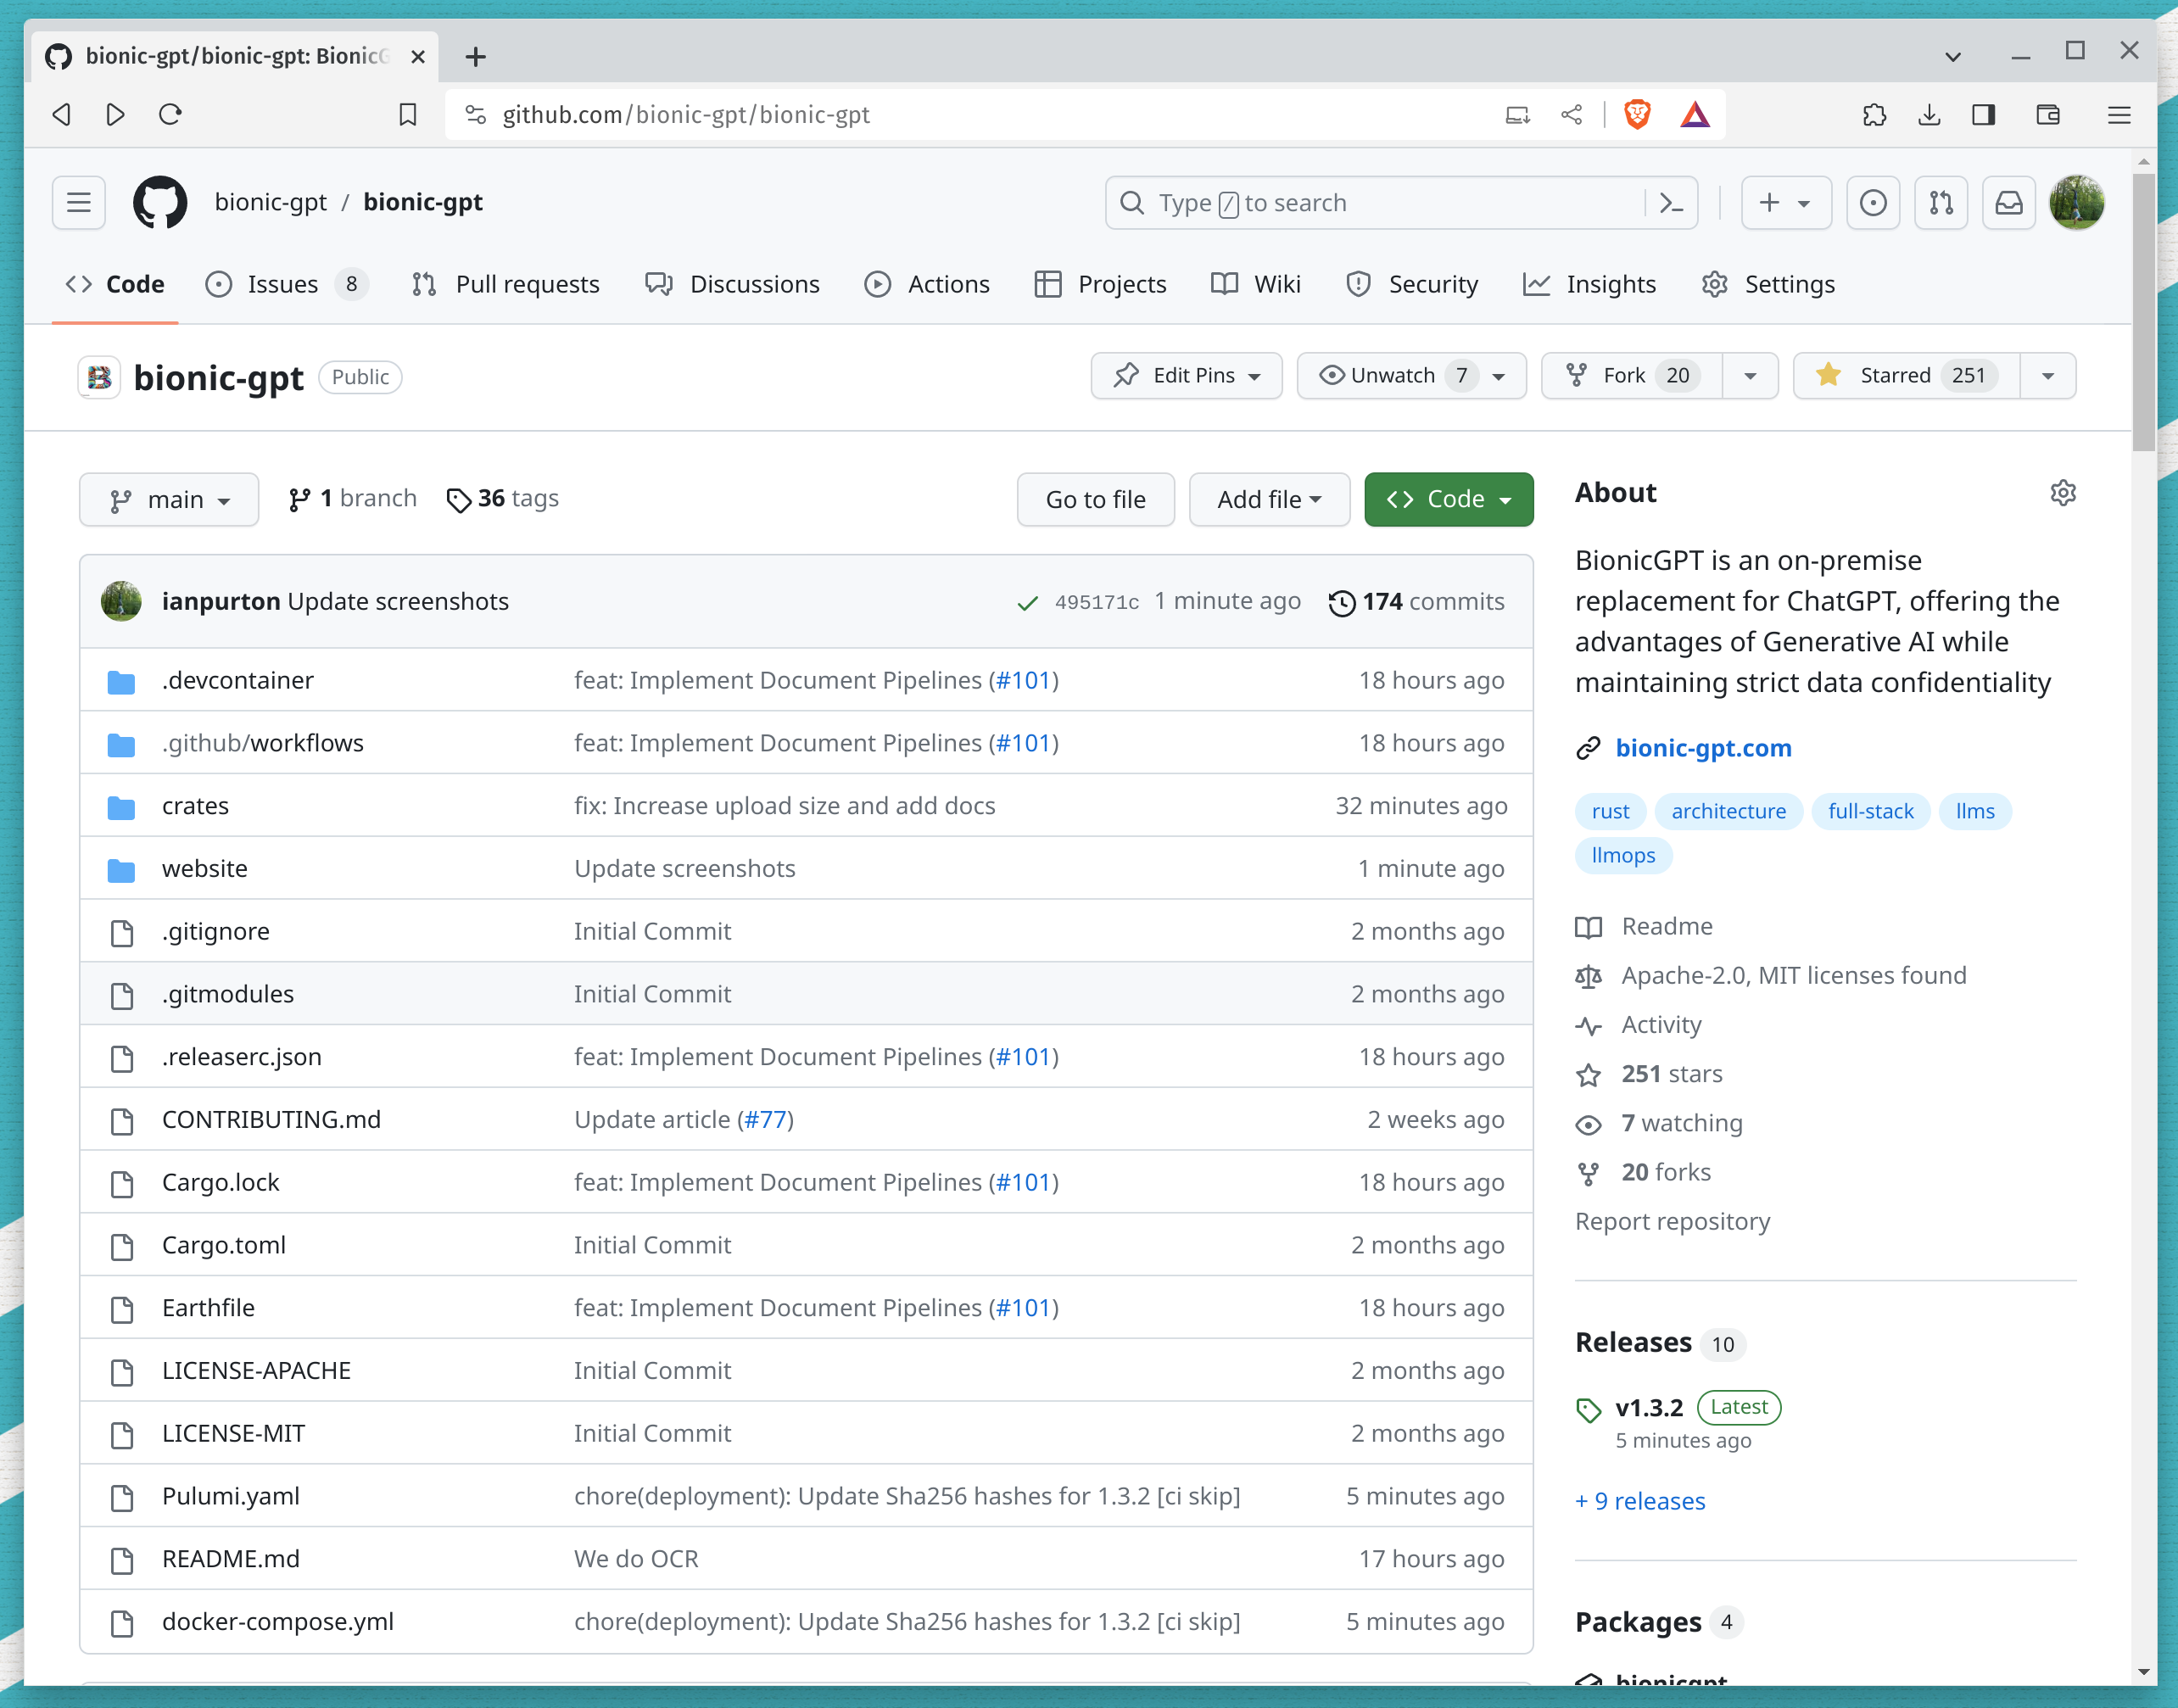 bionic-gpt/bionic-gpt: Bionic
github.com/bionic-gpt/bionic-gpt
bionic-gpt / bionic-gpt
Type / to search
Code Issues 8 Pull requests Discussions Actions Projects Wiki Security Insights Settings
bionic-gpt Public
Edit Pins Unwatch 7 Fork 20 Starred 251
main 1 branch 36 tags Go to file Add file Code
ianpurton Update screenshots 495171c 1 minute ago 174 commits
.devcontainer feat: Implement Document Pipelines (#101) 18 hours ago
.github/workflows feat: Implement Document Pipelines (#101) 18 hours ago
crates fix: Increase upload size and add docs 32 minutes ago
website Update screenshots 1 minute ago
.gitignore Initial Commit 2 months ago
.gitmodules Initial Commit 2 months ago
.releaserc.json feat: Implement Document Pipelines (#101) 18 hours ago
CONTRIBUTING.md Update article (#77) 2 weeks ago
Cargo.lock feat: Implement Document Pipelines (#101) 18 hours ago
Cargo.toml Initial Commit 2 months ago
Earthfile feat: Implement Document Pipelines (#101) 18 hours ago
LICENSE-APACHE Initial Commit 2 months ago
LICENSE-MIT Initial Commit 2 months ago
Pulumi.yaml chore(deployment): Update Sha256 hashes for 1.3.2 [ci skip] 5 minutes ago
README.md We do OCR 17 hours ago
docker-compose.yml chore(deployment): Update Sha256 hashes for 1.3.2 [ci skip] 5 minutes ago
About
BionicGPT is an on-premise
replacement for ChatGPT, offering the
advantages of Generative AI while
maintaining strict data confidentiality
bionic-gpt.com
rust architecture full-stack llms
llmops
Readme
Apache-2.0, MIT licenses found
Activity
251 stars
7 watching
20 forks
Report repository
Releases 10
v1.3.2 Latest
5 minutes ago
+ 9 releases
Packages 4
bionicgpt